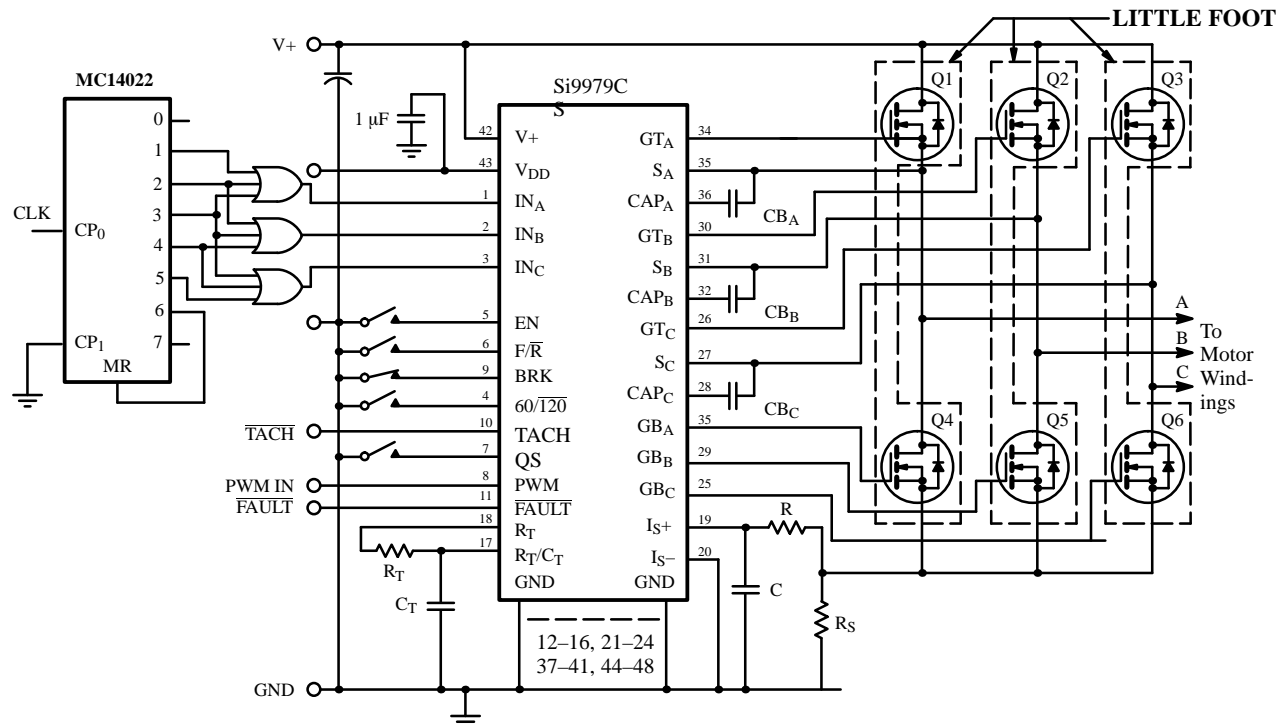 LITTLE FOOT
V+
MC14022
Si9979C
S
Q1
Q2
Q3
0
1
2
3
4
5
6
7
CLK
CP0
CP1
MR
1 µF
42
V+
43
VDD
1
INA
2
INB
3
INC
5
EN
6
F/R̅
9
BRK
4
60/1̅2̅0̅
T̅A̅C̅H̅
10
TACH
7
QS
PWM IN
8
PWM
F̅A̅U̅L̅T̅
11
F̅A̅U̅L̅T̅
18
RT
17
RT/CT
GND
RT
CT
GTA
34
SA
35
CAPA
36
CBA
GTB
30
SB
31
CAPB
32
CBB
GTC
26
SC
27
CAPC
28
CBC
GBA
35
GBB
29
GBC
25
IS+
19
IS−
20
GND
R
C
RS
A
B
C
To
Motor
Wind-
ings
Q4
Q5
Q6
12–16, 21–24
37–41, 44–48
GND